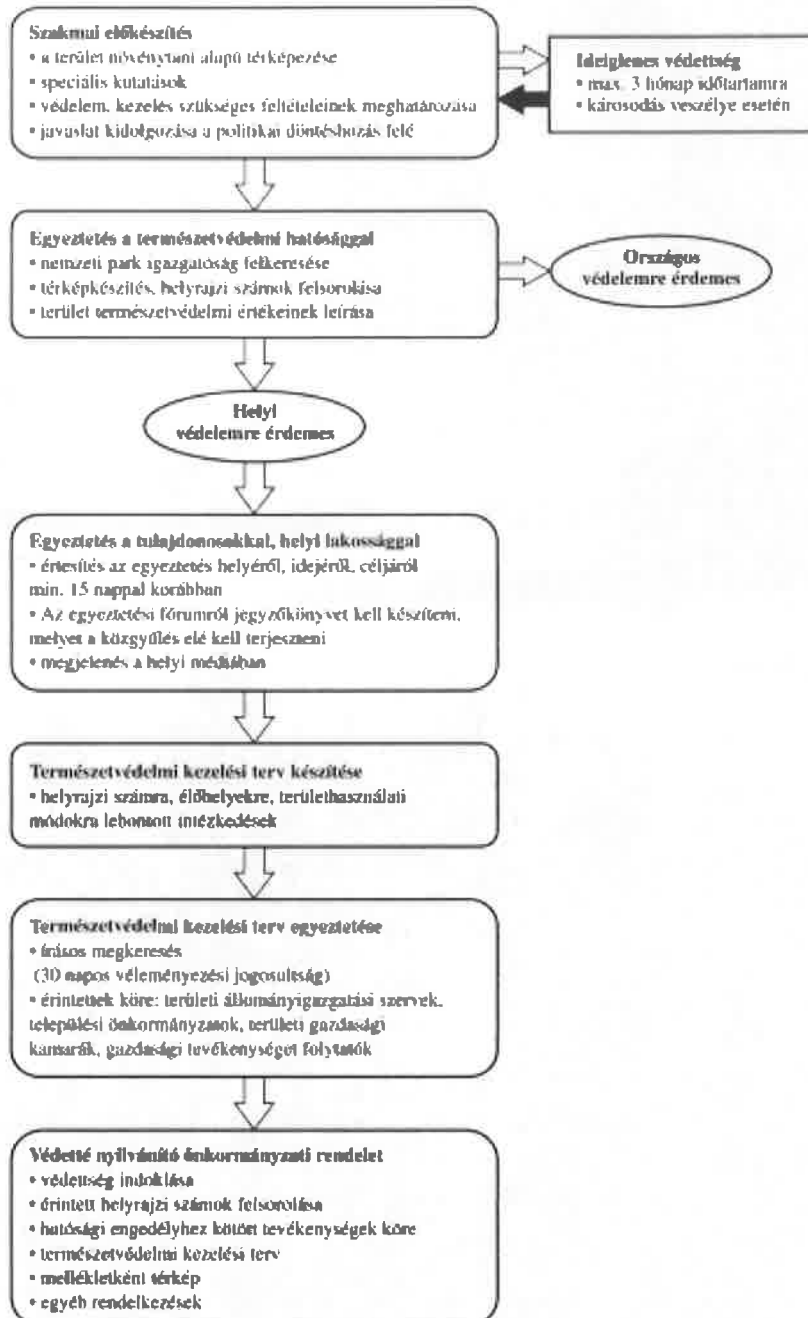 Szakmai előkészítés
• a terület növénytani alapú térképezése
• speciális kutatások
• védelem, kezelés szükséges feltételeinek meghatározása
• javaslat kidolgozása a politikai döntéshozás felé
Ideiglenes védettség
• max. 3 hónap időtartamra
• károsodás veszélye esetén
Egyeztetés a természetvédelmi hatósággal
• nemzeti park igazgatóság felkeresése
• térképkészítés, helyrajzi számok felsorolása
• terület természetvédelmi értékeinek leírása
Országos
védelemre érdemes
Helyi
védelemre érdemes
Egyeztetés a tulajdonosakkal, helyi lakossággal
• értesítés az egyeztetés helyéről, idejéről, céljáról
min. 15 nappal korábban
• Az egyeztetési fórumról jegyzőkönyvet kell készíteni,
melyet a közgyűlés elé kell terjeszteni
• megjelenés a helyi médiában
Természetvédelmi kezelési terv készítése
• helyrajzi számra, élőhelyekre, területhasználati
módokra lebontott intézkedések
Természetvédelmi kezelési terv egyeztetése
• írásos megkeresés
(30 napos véleményezési jogosultság)
• érintettek köre: területi állományigazgatási szervek,
települési önkormányzatok, területi gazdasági
kamarák, gazdasági tevékenységet folytatók
Védetté nyilvánító önkormányzati rendelet
• védettség indoklása
• érintett helyrajzi számok felsorolása
• hatósági engedélyhez kötött tevékenységek köre
• természetvédelmi kezelési terv
• mellékletként térkép
• egyéb rendelkezések